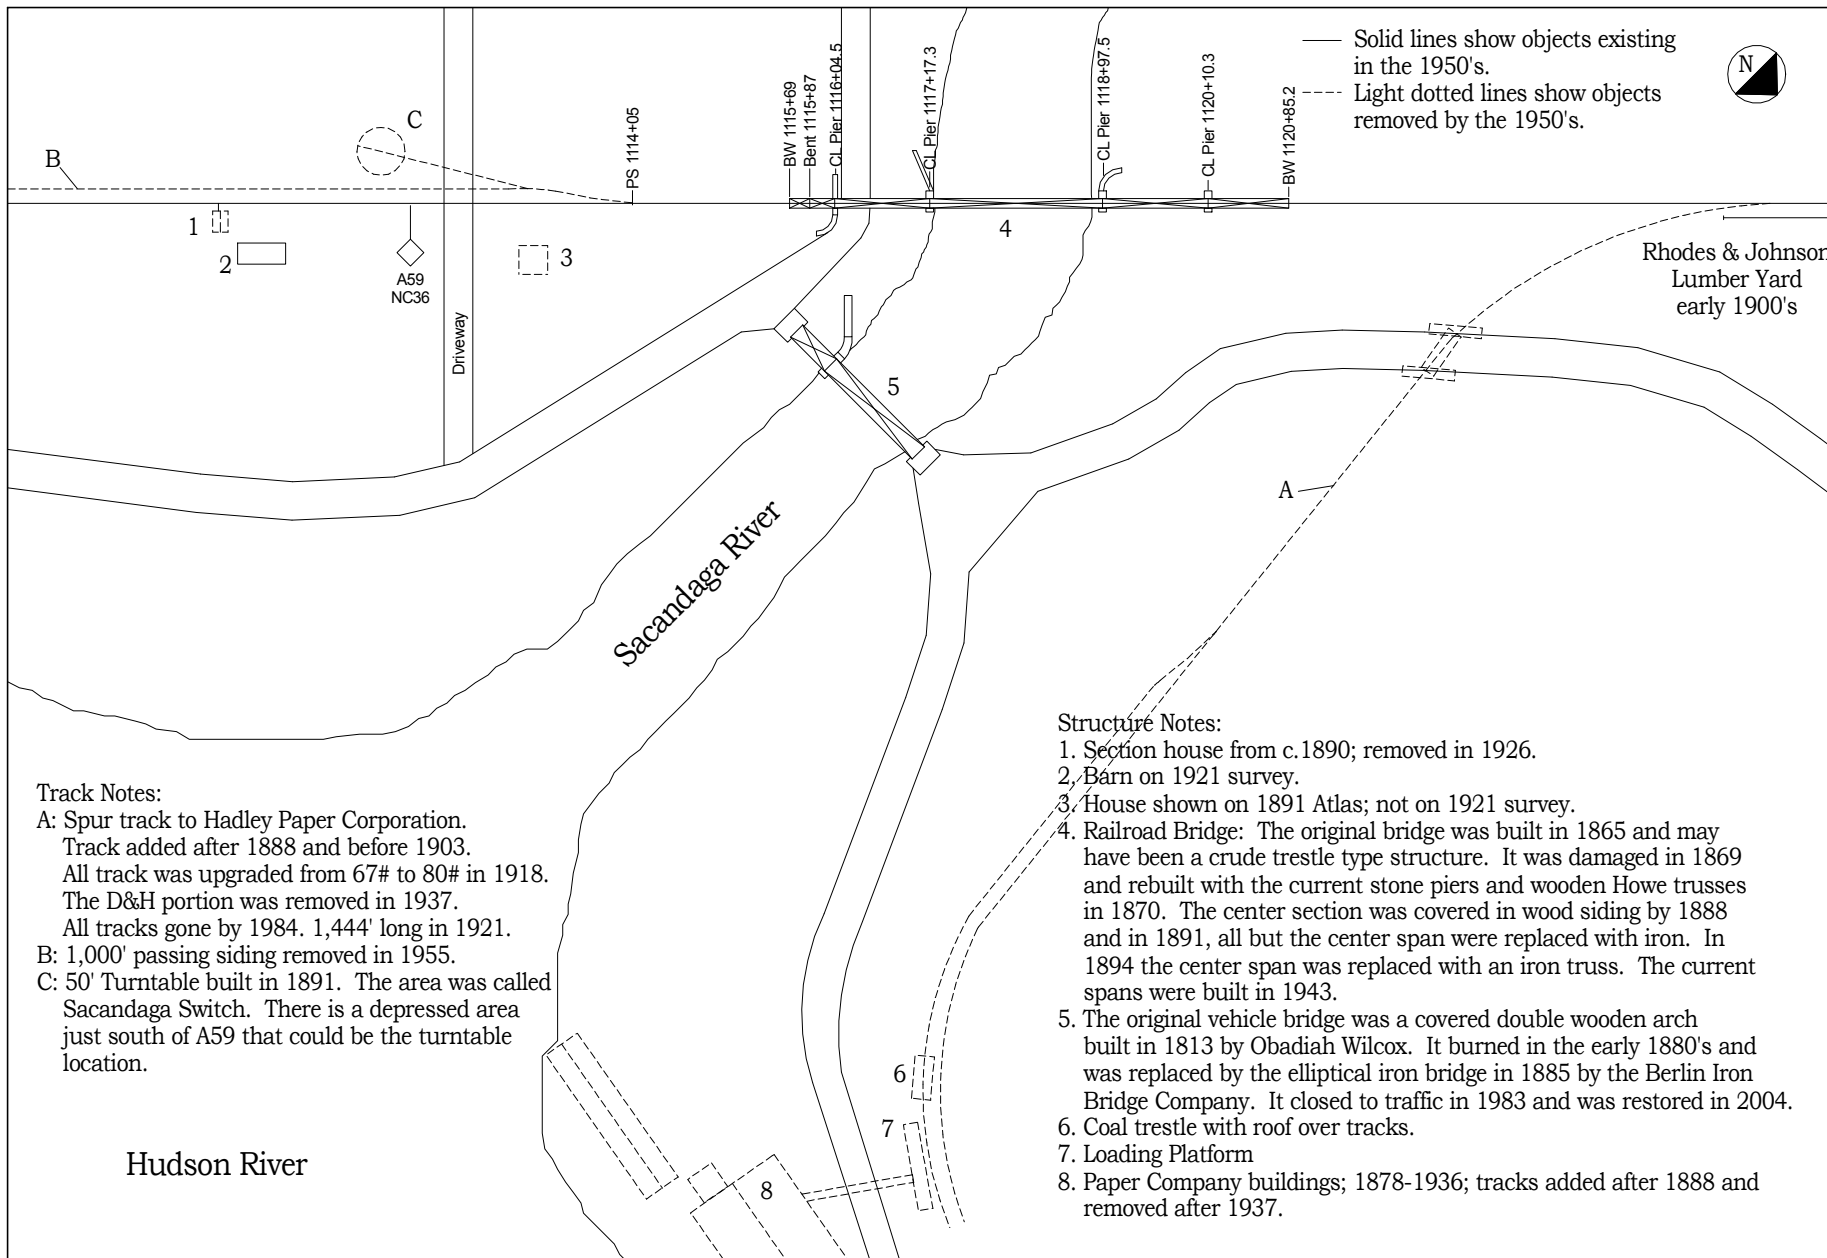 Solid lines show objects existing
in the 1950's.
Light dotted lines show objects
removed by the 1950's.
N
BW 1115+69
Bent 1115+87
CL Pier 1116+04.5
CL Pier 1117+17.3
CL Pier 1118+97.5
CL Pier 1120+10.3
BW 1120+85.2
PS 1114+05
C
B
1
2
3
4
5
A59
NC36
Driveway
Rhodes & Johnson
Lumber Yard
early 1900's
A
Sacandaga River
Track Notes:
A: Spur track to Hadley Paper Corporation.
Track added after 1888 and before 1903.
All track was upgraded from 67# to 80# in 1918.
The D&H portion was removed in 1937.
All tracks gone by 1984. 1,444' long in 1921.
B: 1,000' passing siding removed in 1955.
C: 50' Turntable built in 1891. The area was called
Sacandaga Switch. There is a depressed area
just south of A59 that could be the turntable
location.
Hudson River
6
7
8
Structure Notes:
1. Section house from c.1890; removed in 1926.
2. Barn on 1921 survey.
3. House shown on 1891 Atlas; not on 1921 survey.
4. Railroad Bridge: The original bridge was built in 1865 and may
have been a crude trestle type structure. It was damaged in 1869
and rebuilt with the current stone piers and wooden Howe trusses
in 1870. The center section was covered in wood siding by 1888
and in 1891, all but the center span were replaced with iron. In
1894 the center span was replaced with an iron truss. The current
spans were built in 1943.
5. The original vehicle bridge was a covered double wooden arch
built in 1813 by Obadiah Wilcox. It burned in the early 1880's and
was replaced by the elliptical iron bridge in 1885 by the Berlin Iron
Bridge Company. It closed to traffic in 1983 and was restored in 2004.
6. Coal trestle with roof over tracks.
7. Loading Platform
8. Paper Company buildings; 1878-1936; tracks added after 1888 and
removed after 1937.